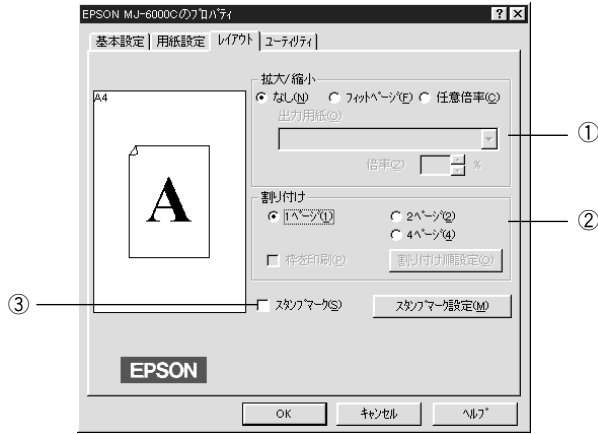 EPSON MJ-6000Cのﾌﾟﾛﾊﾟﾃｨ
基本設定 用紙設定 ﾚｲｱｳﾄ ﾕｰﾃｨﾘﾃｨ
A4
A
拡大/縮小
なし(N) ﾌｨｯﾄﾍﾟｰｼﾞ(F) 任意倍率(C)
出力用紙(O)
倍率(Z) %
①
割り付け
1ﾍﾟｰｼﾞ(1) 2ﾍﾟｰｼﾞ(2)
4ﾍﾟｰｼﾞ(4)
枠を印刷(P) 割り付け順設定(O)
②
③
ｽﾀﾝﾌﾟﾏｰｸ(S) ｽﾀﾝﾌﾟﾏｰｸ設定(M)
EPSON
OK ｷｬﾝｾﾙ ﾍﾙﾌﾟ